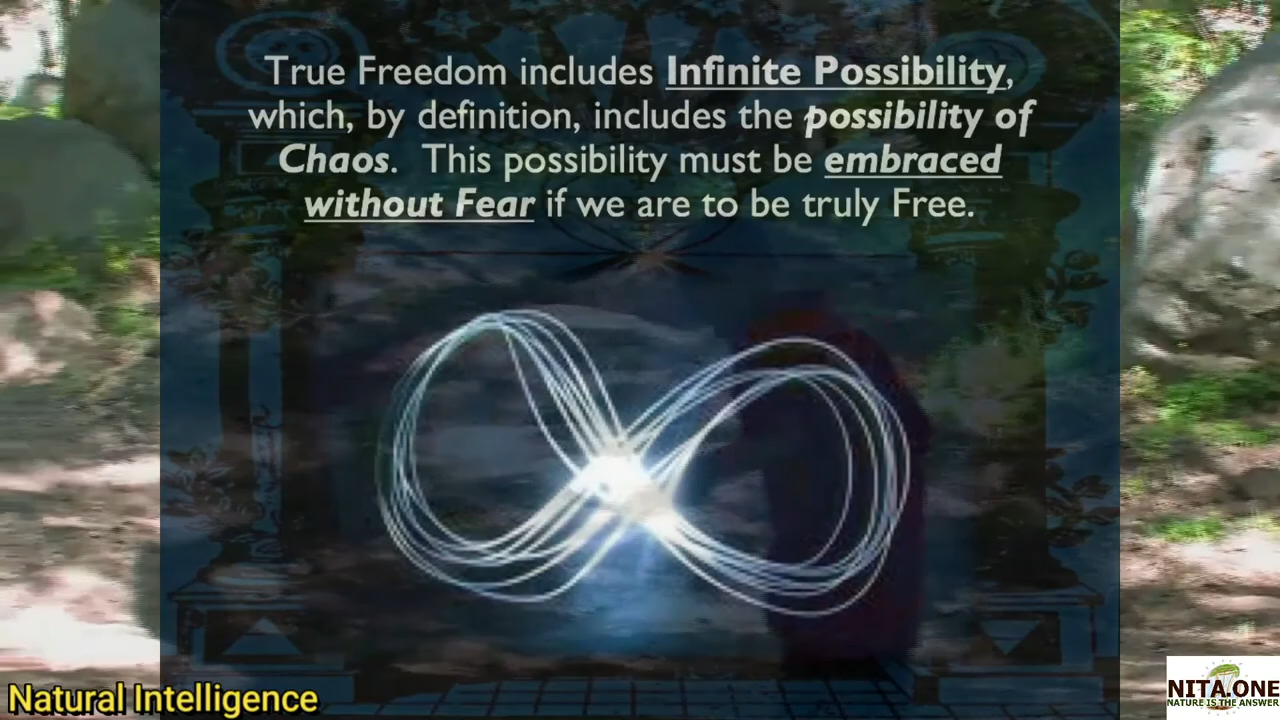 True Freedom includes Infinite Possibility,
which, by definition, includes the possibility of
Chaos. This possibility must be embraced
without Fear if we are to be truly Free.
Natural Intelligence
NITA.ONE
NATURE IS THE ANSWER